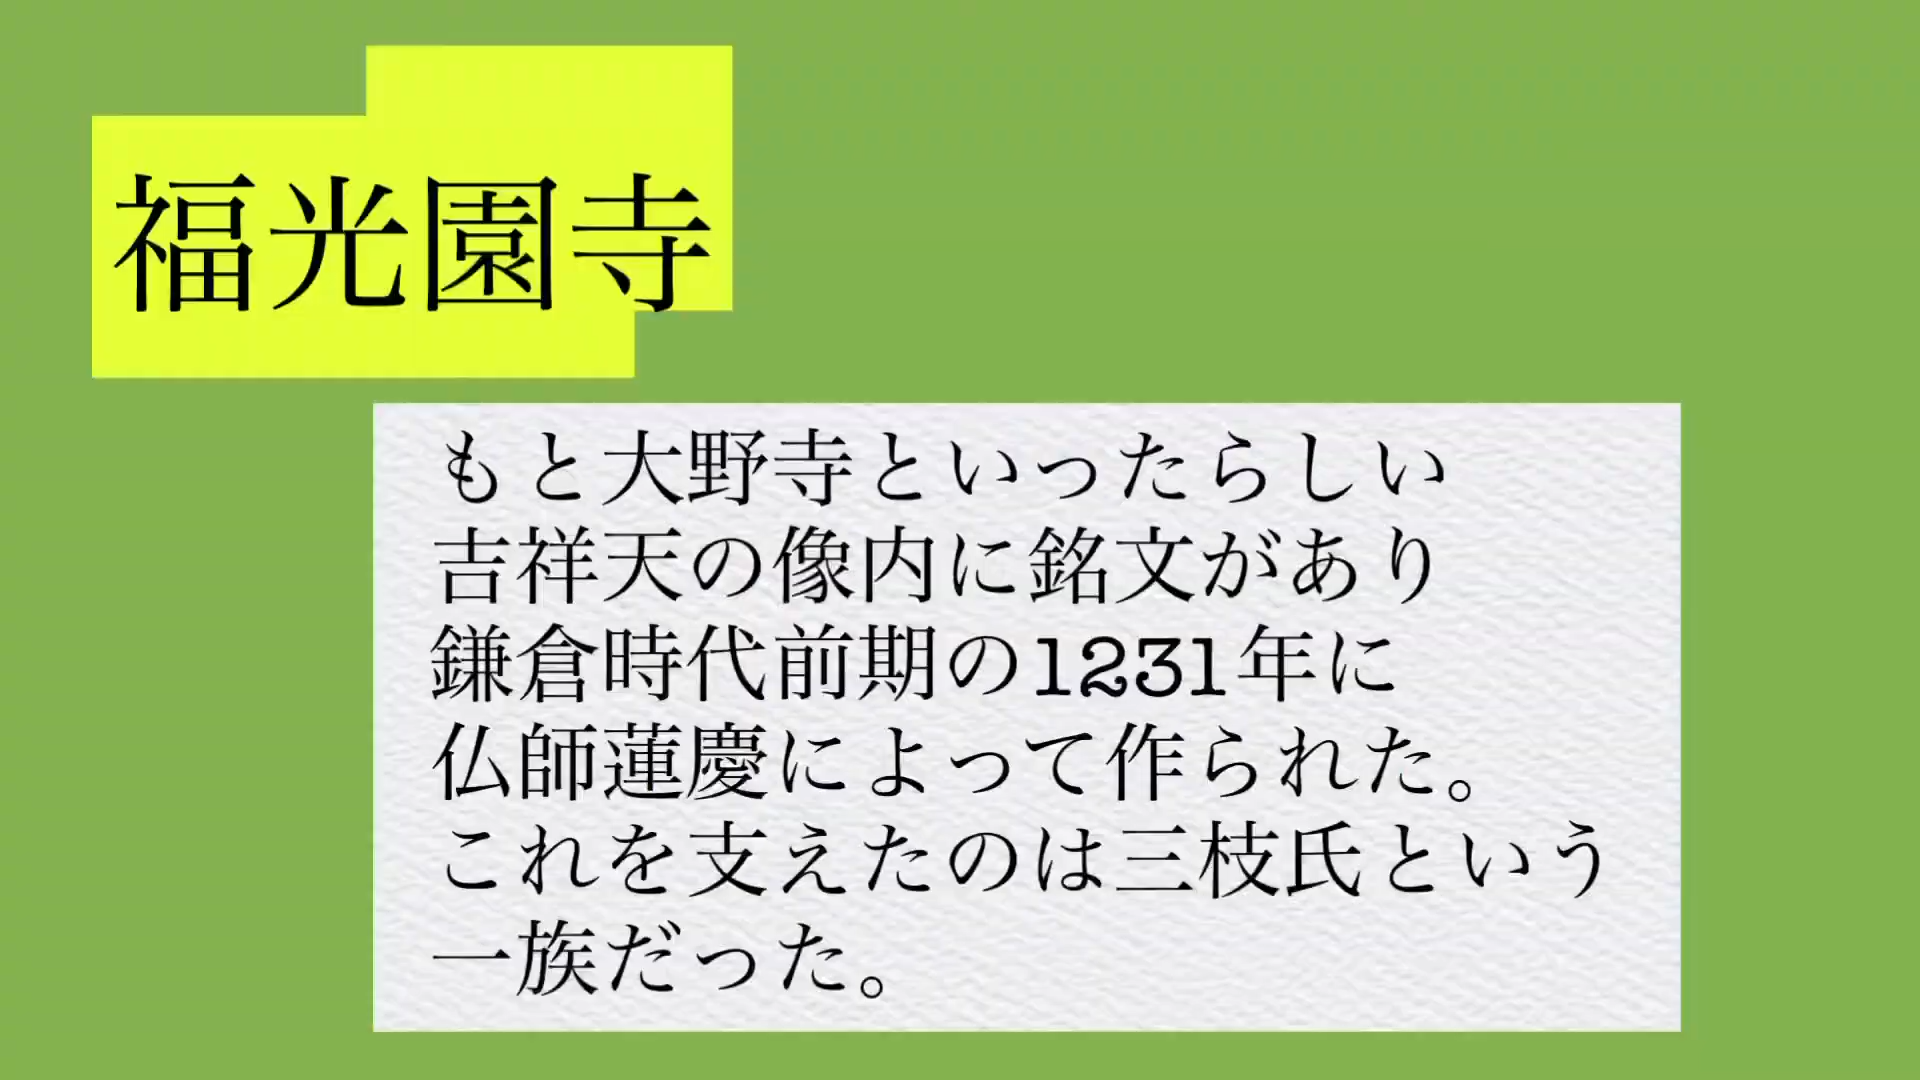 福光園寺
もと大野寺といったらしい
吉祥天の像内に銘文があり
鎌倉時代前期の1231年に
仏師蓮慶によって作られた。
これを支えたのは三枝氏という
一族だった。